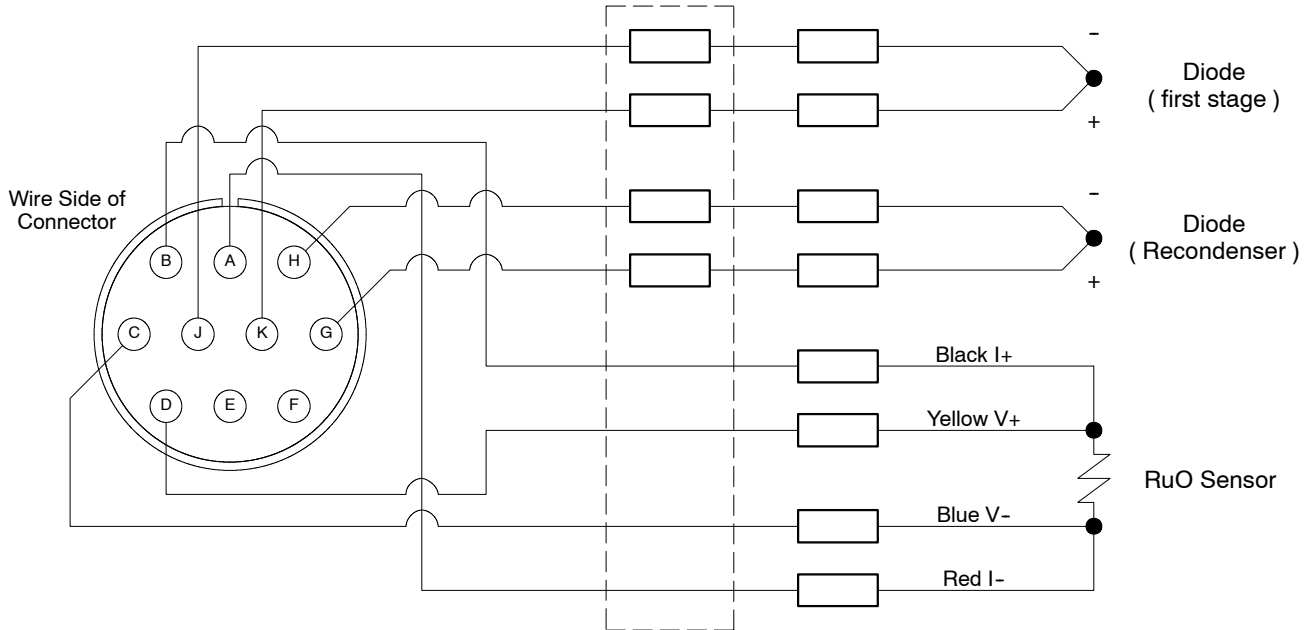 -
Diode
( first stage )
+
Wire Side of
Connector
-
Diode
( Recondenser )
+
B
A
H
C
J
K
G
D
E
F
Black I+
Yellow V+
RuO Sensor
Blue V-
Red I-